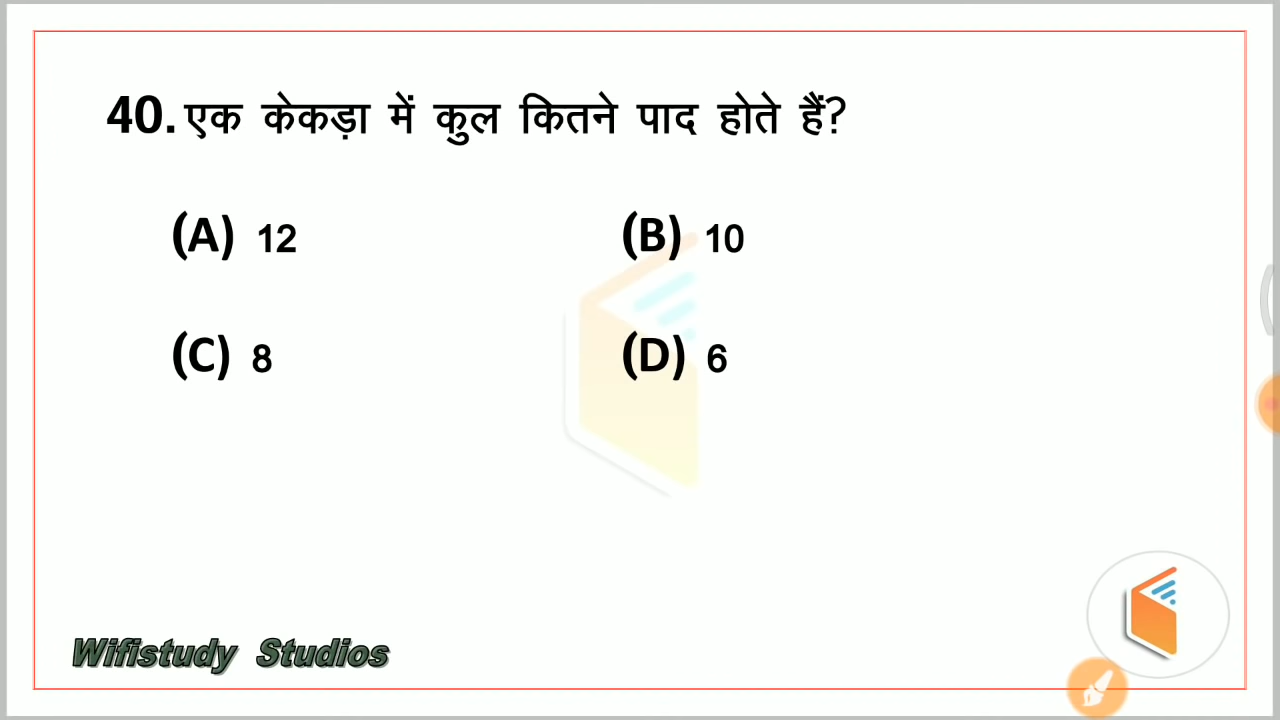 40. एक केकड़ा में कुल कितने पाद होते हैं?
(A) 12 (B) 10
(C) 8 (D) 6
Wifistudy Studios